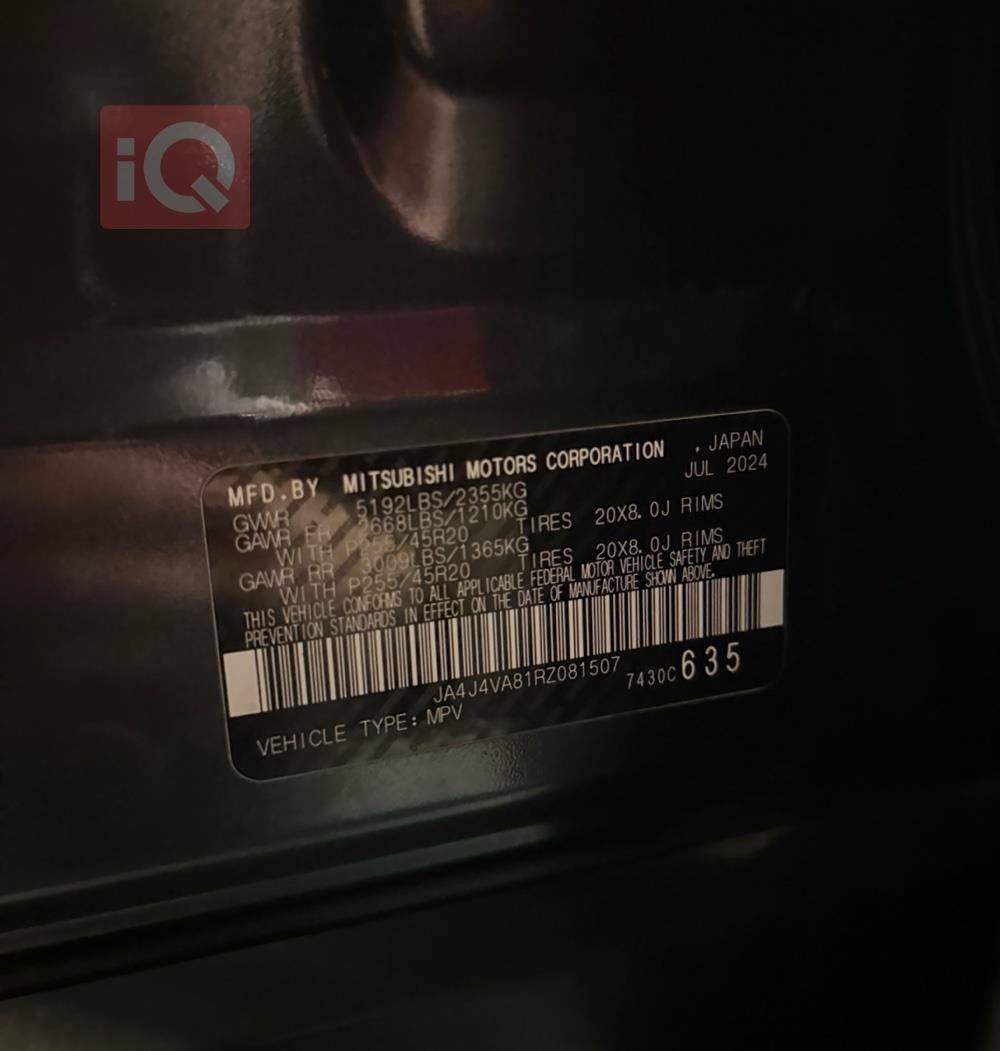 iQ
MFD.BY MITSUBISHI MOTORS CORPORATION , JAPAN
JUL 2024
GVWR 5192LBS/2355KG
GAWR FR 2668LBS/1210KG
WITH P255/45R20 TIRES 20X8.0J RIMS
GAWR RR 3009LBS/1365KG
WITH P255/45R20 TIRES 20X8.0J RIMS
THIS VEHICLE CONFORMS TO ALL APPLICABLE FEDERAL MOTOR VEHICLE SAFETY AND THEFT
PREVENTION STANDARDS IN EFFECT ON THE DATE OF MANUFACTURE SHOWN ABOVE.
JA4J4VA81RZ081507
7430C 635
VEHICLE TYPE: MPV